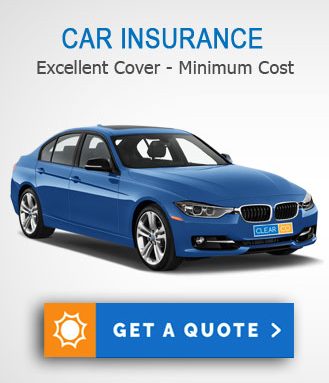 CAR INSURANCE
Excellent Cover - Minimum Cost
CLEAR
GET A QUOTE >